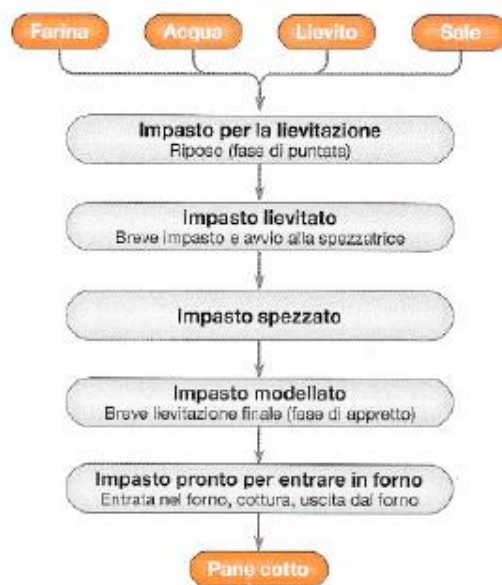 Farina Acqua Lievito Sale
Impasto per la lievitazione
Riposo (fase di puntata)
Impasto lievitato
Breve impasto e avvio alla spezzatrice
Impasto spezzato
Impasto modellato
Breve lievitazione finale (fase di appretto)
Impasto pronto per entrare in forno
Entrata nel forno, cottura, uscita dal forno
Pane cotto